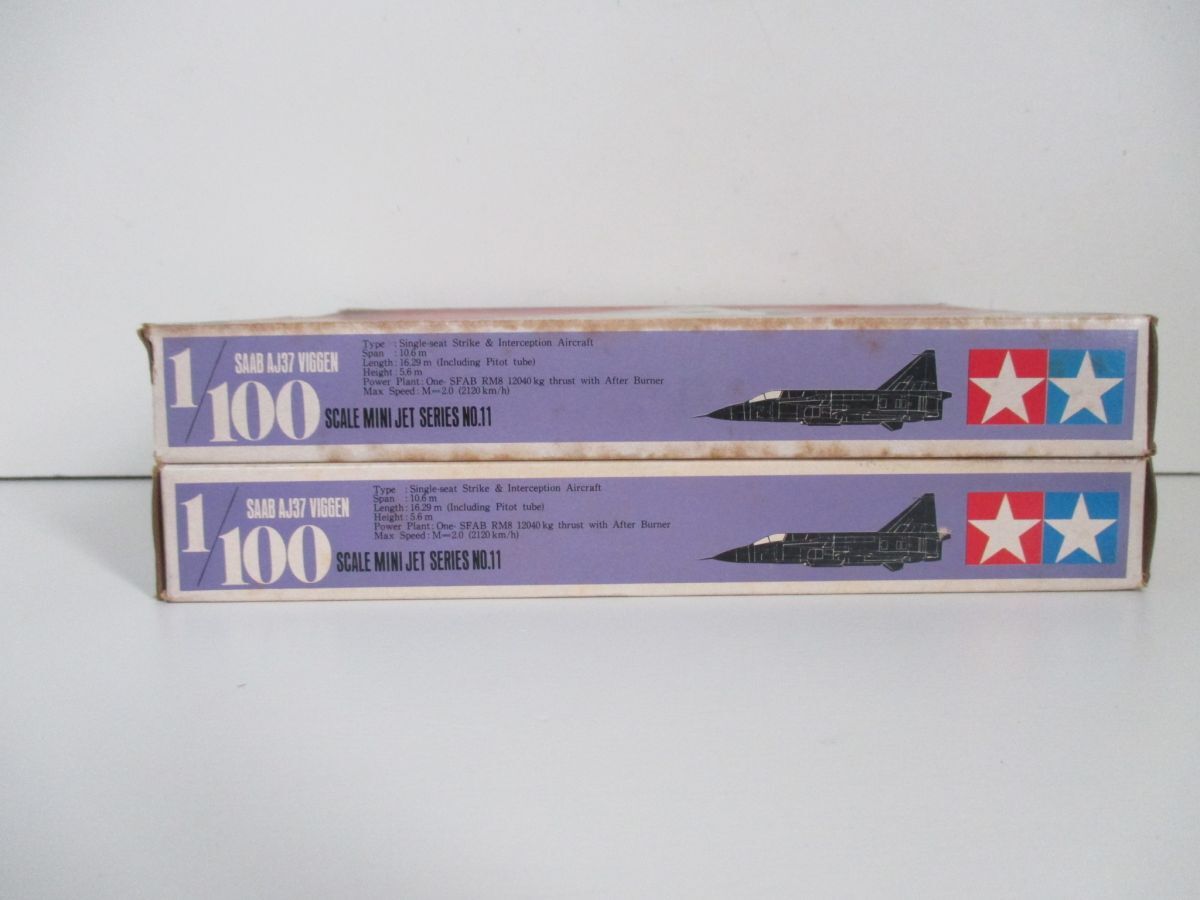 1/100
SAAB AJ37 VIGGEN
Type : Single-seat Strike & Interception Aircraft
Span : 10.6 m
Length : 16.29 m (Including Pitot tube)
Height : 5.6 m
Power Plant : One- SFAB RM8 12040 kg thrust with After Burner
Max Speed : M=2.0 (2120 km/h)
SCALE MINI JET SERIES NO.11
1/100
SAAB AJ37 VIGGEN
Type : Single-seat Strike & Interception Aircraft
Span : 10.6 m
Length : 16.29 m (Including Pitot tube)
Height : 5.6 m
Power Plant : One- SFAB RM8 12040 kg thrust with After Burner
Max Speed : M=2.0 (2120 km/h)
SCALE MINI JET SERIES NO.11